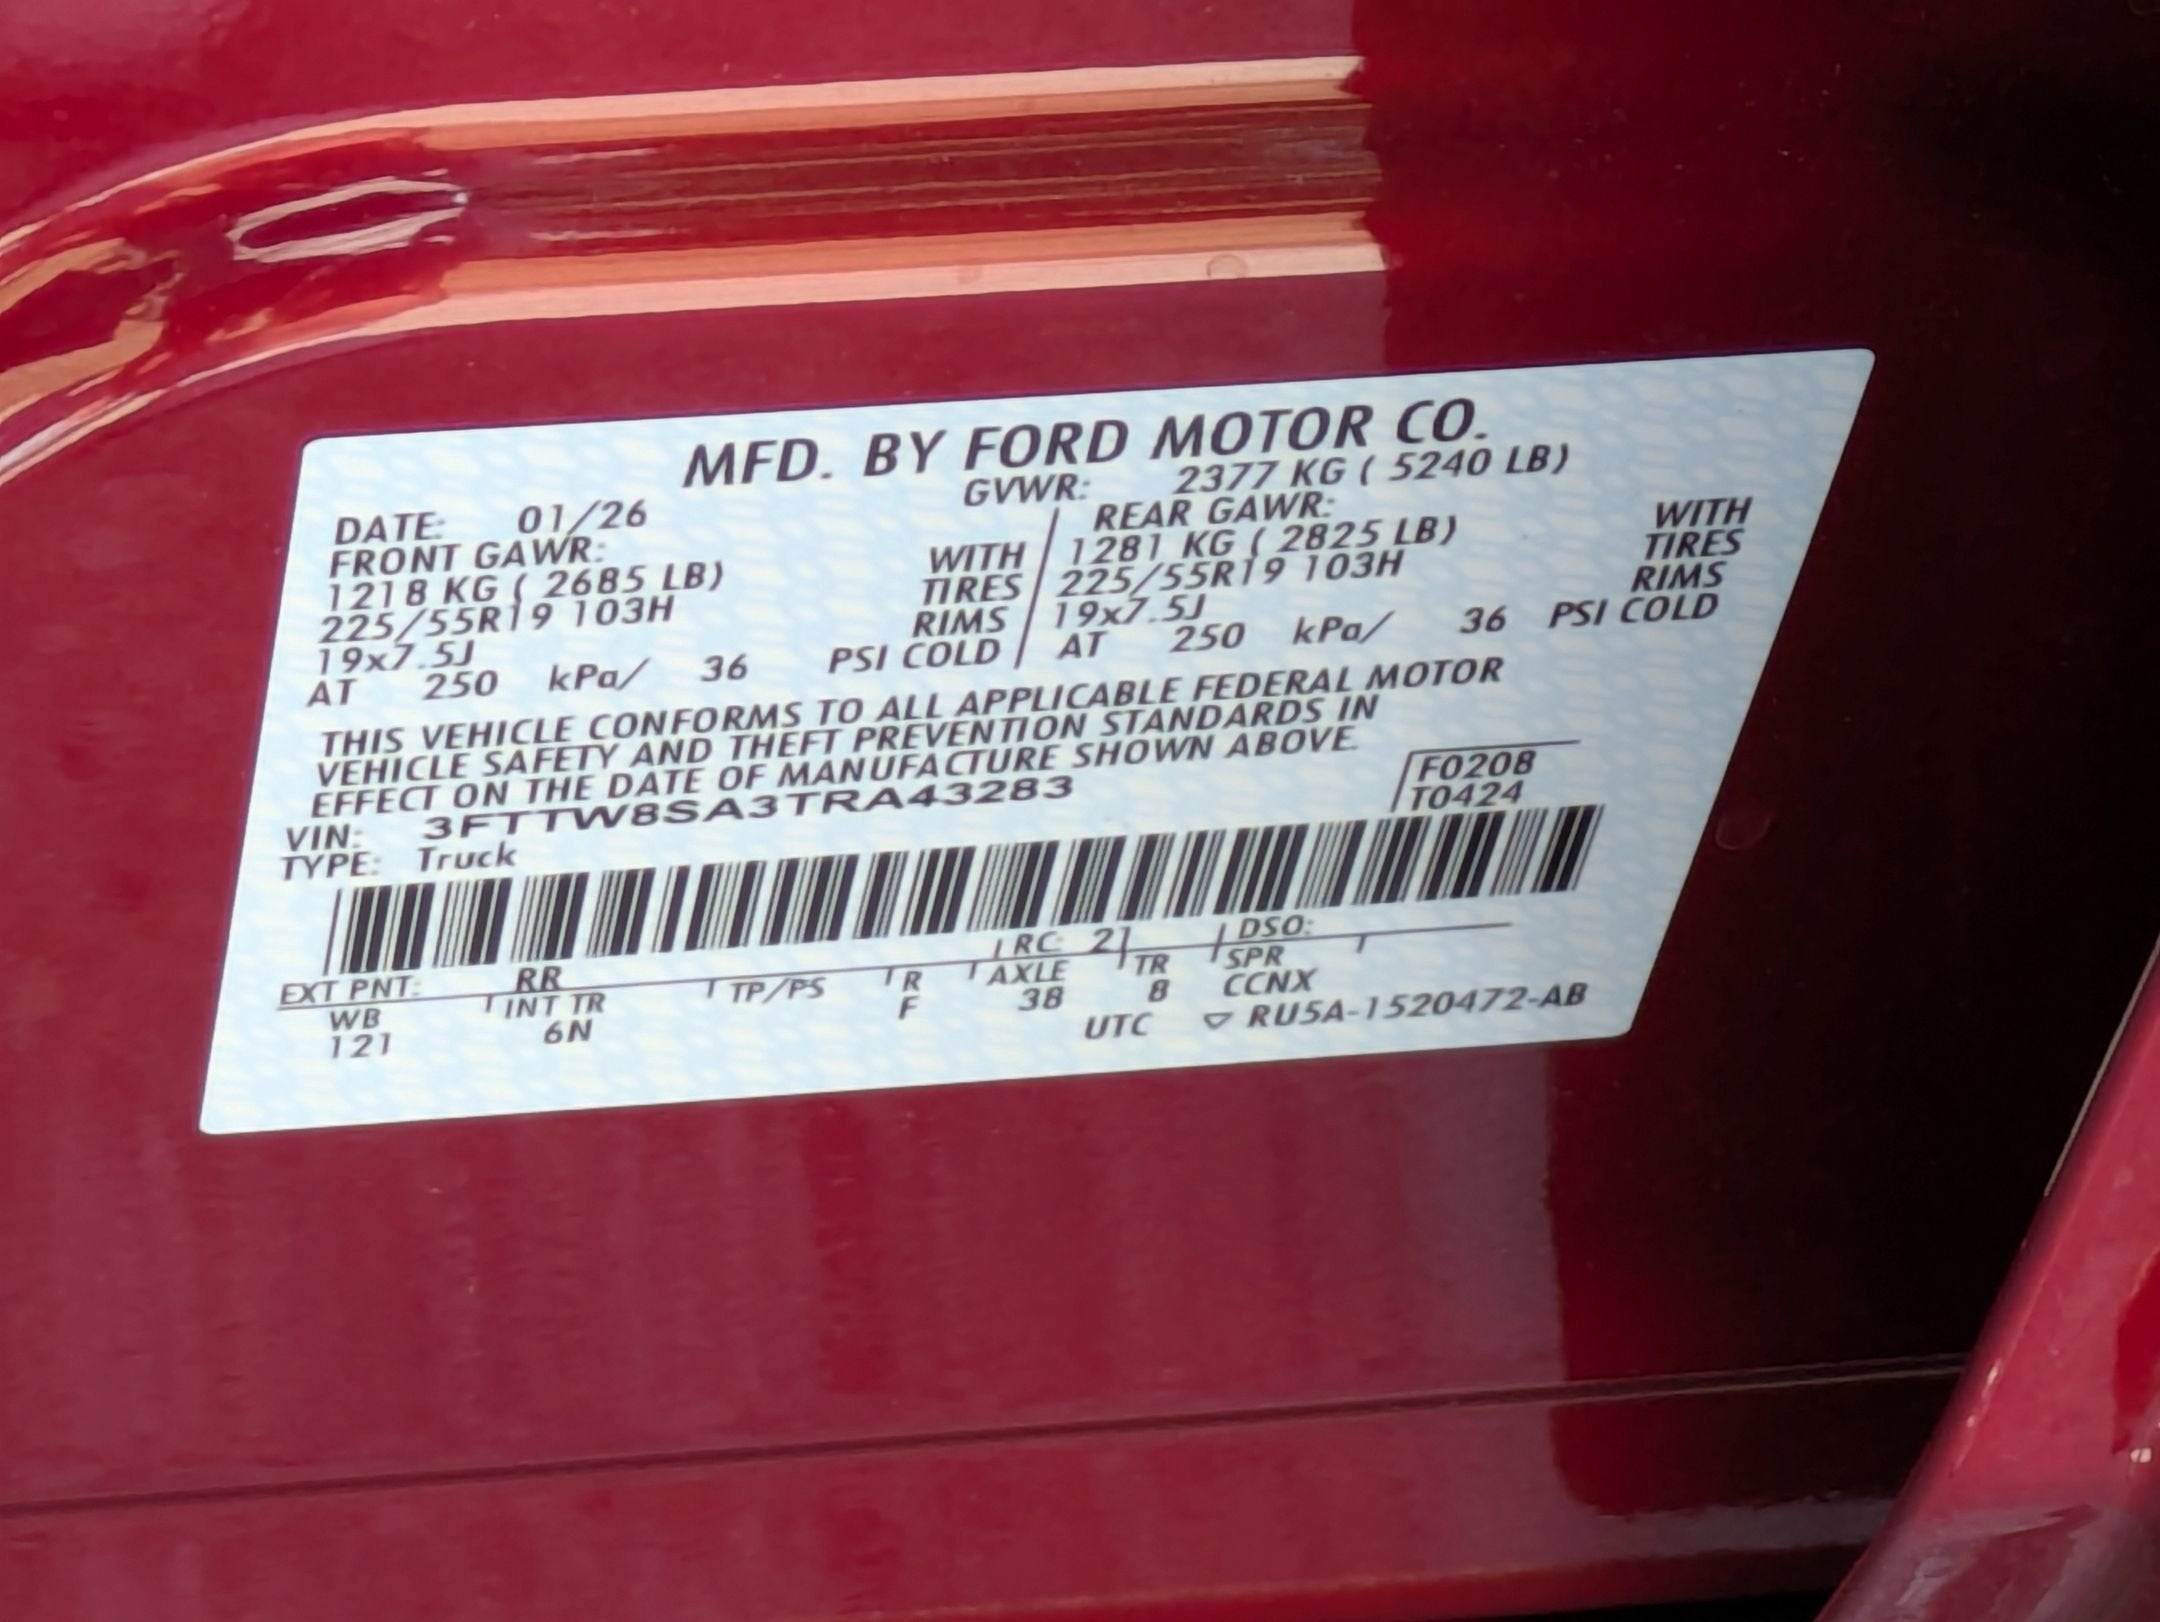 MFD. BY FORD MOTOR CO.
DATE: 01/26 GVWR: 2377 KG ( 5240 LB)
FRONT GAWR: REAR GAWR:
1218 KG ( 2685 LB) WITH 1281 KG ( 2825 LB) WITH
225/55R19 103H TIRES 225/55R19 103H TIRES
19x7.5J RIMS 19x7.5J RIMS
AT 250 kPa/ 36 PSI COLD AT 250 kPa/ 36 PSI COLD
THIS VEHICLE CONFORMS TO ALL APPLICABLE FEDERAL MOTOR
VEHICLE SAFETY AND THEFT PREVENTION STANDARDS IN
EFFECT ON THE DATE OF MANUFACTURE SHOWN ABOVE.
VIN: 3FTTW8SA3TRA43283 F0208
TYPE: Truck T0424
EXT PNT: RR RC: 21 DSO:
WB INT TR TP/PS R AXLE TR SPR
121 6N F 38 8 CCNX
UTC ▽ RU5A-1520472-AB